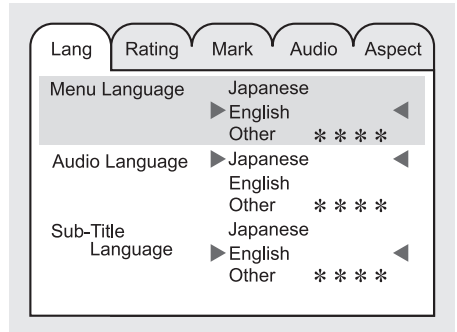 Lang Rating Mark Audio Aspect
Menu Language Japanese
▶English ◀
Other ＊＊＊＊
Audio Language ▶Japanese ◀
English
Other ＊＊＊＊
Sub-Title Japanese
Language ▶English ◀
Other ＊＊＊＊